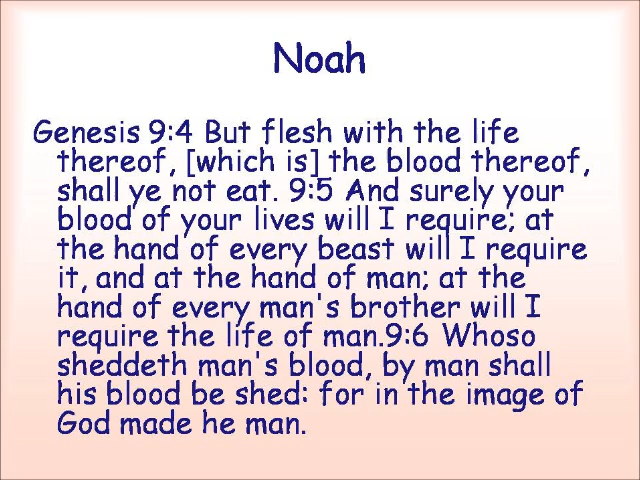 Noah
Genesis 9:4 But flesh with the life
thereof, [which is] the blood thereof,
shall ye not eat. 9:5 And surely your
blood of your lives will I require; at
the hand of every beast will I require
it, and at the hand of man; at the
hand of every man's brother will I
require the life of man.9:6 Whoso
sheddeth man's blood, by man shall
his blood be shed: for in the image of
God made he man.